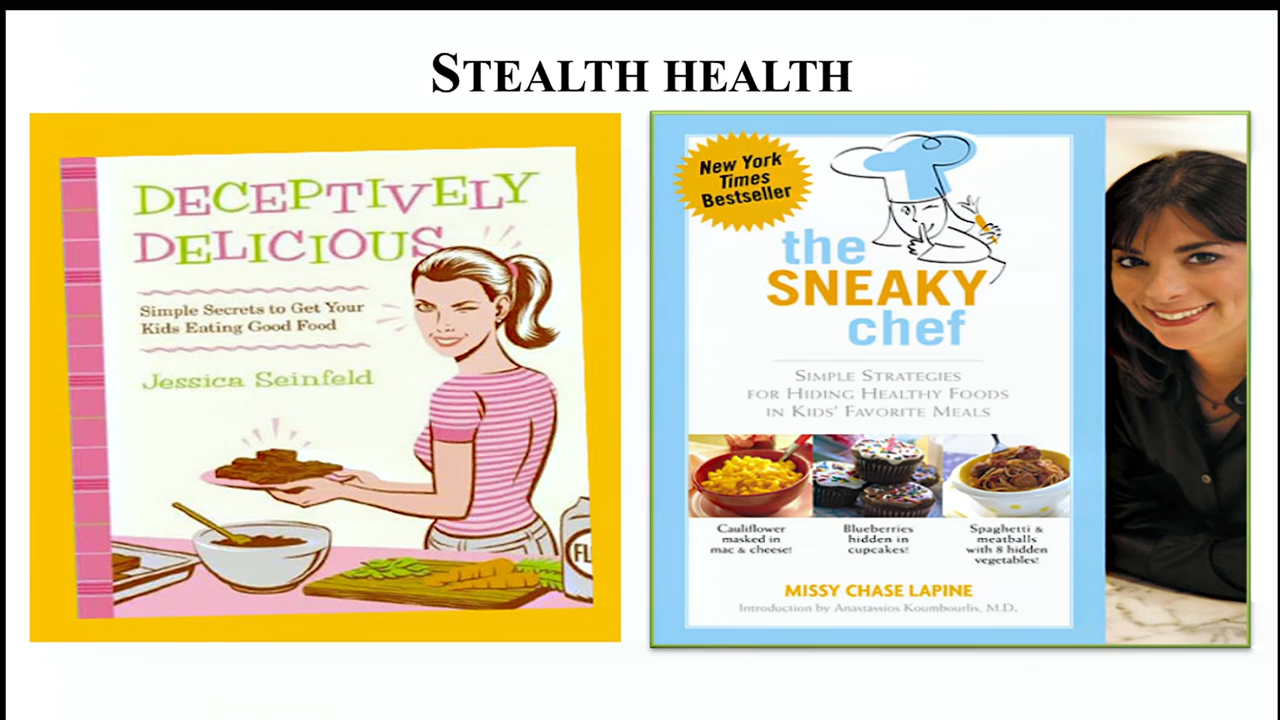 STEALTH HEALTH
DECEPTIVELY
DELICIOUS
Simple Secrets to Get Your
Kids Eating Good Food
Jessica Seinfeld
FL
New York
Times
Bestseller
the
SNEAKY
chef
SIMPLE STRATEGIES
FOR HIDING HEALTHY FOODS
IN KIDS' FAVORITE MEALS
Cauliflower
masked in
mac & cheese!
Blueberries
hidden in
cupcakes!
Spaghetti &
meatballs
with 8 hidden
vegetables!
MISSY CHASE LAPINE
Introduction by Anastassios Koumbourlis, M.D.